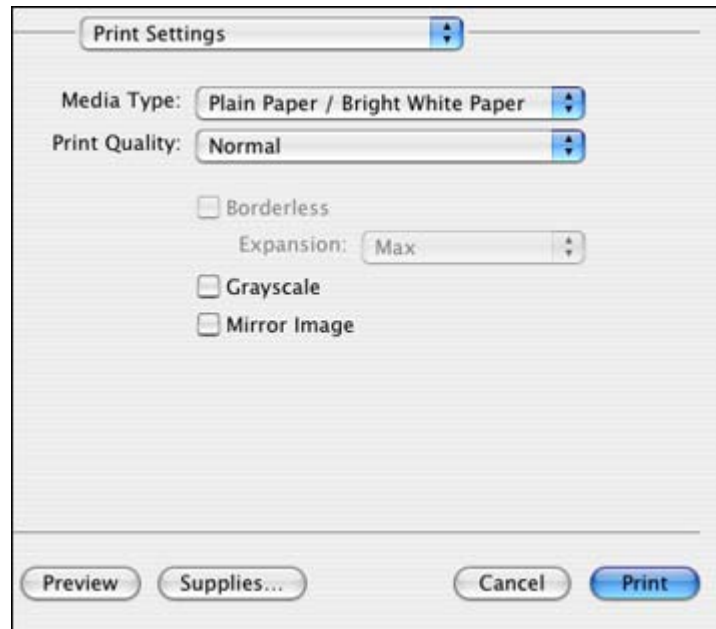 Print Settings
Media Type: Plain Paper / Bright White Paper
Print Quality: Normal
Borderless
Expansion: Max
Grayscale
Mirror Image
Preview Supplies... Cancel Print